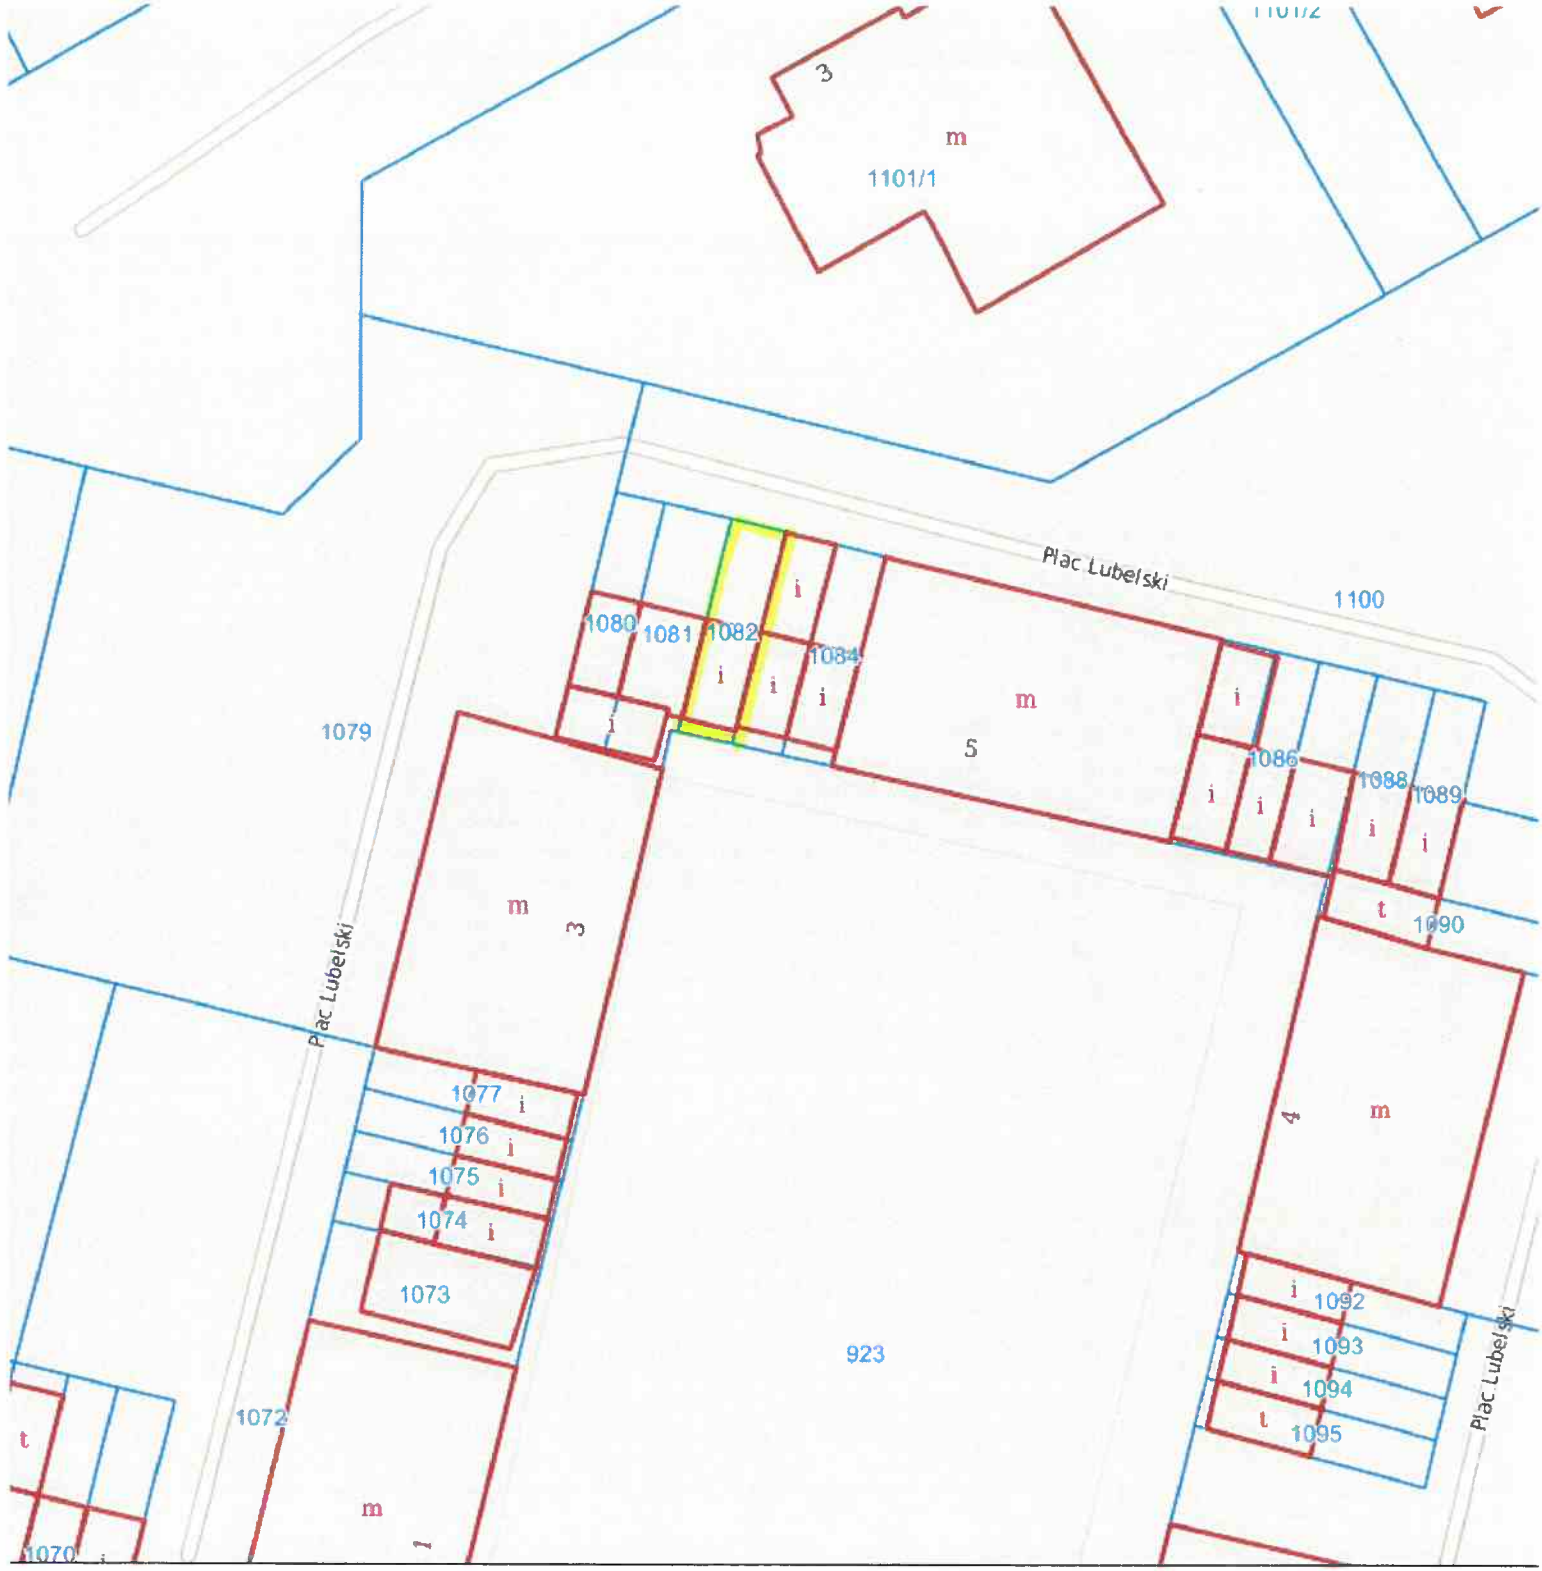 1101/2
3
m
1101/1
Plac Lubelski
1100
i
1080
1081
1082
1084
i
i
i
i
m
5
i
1086
1088
1089
i
i
i
i
i
1079
m
3
t
1090
Plac Lubelski
1077
i
1076
i
1075
i
1074
i
1073
4
m
923
i
1092
i
1093
i
1094
t
1095
Plac Lubelski
1072
t
m
1
1070